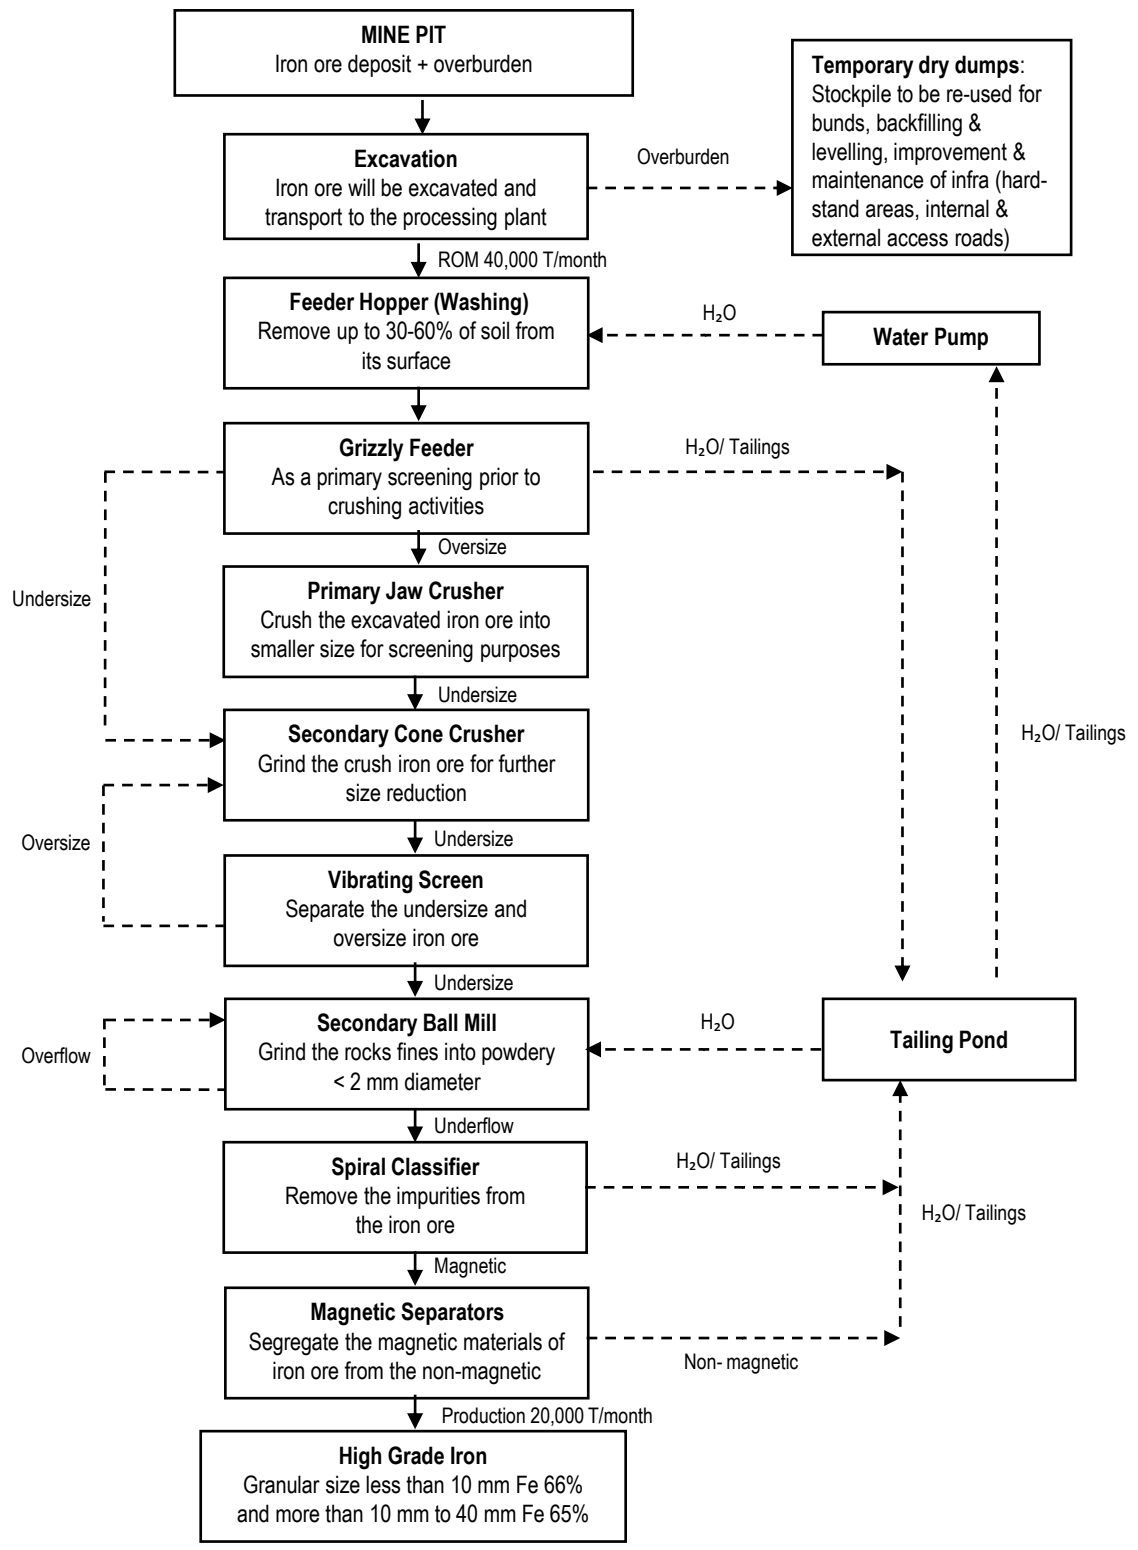 MINE PIT
Iron ore deposit + overburden
Temporary dry dumps:
Stockpile to be re-used for
bunds, backfilling &
levelling, improvement &
maintenance of infra (hard-
stand areas, internal &
external access roads)
Excavation
Iron ore will be excavated and
transport to the processing plant
Overburden
ROM 40,000 T/month
Feeder Hopper (Washing)
Remove up to 30-60% of soil from
its surface
H₂O
Water Pump
Grizzly Feeder
As a primary screening prior to
crushing activities
H₂O/ Tailings
Oversize
Undersize
Primary Jaw Crusher
Crush the excavated iron ore into
smaller size for screening purposes
Undersize
Secondary Cone Crusher
Grind the crush iron ore for further
size reduction
H₂O/ Tailings
Undersize
Oversize
Vibrating Screen
Separate the undersize and
oversize iron ore
Undersize
Secondary Ball Mill
Grind the rocks fines into powdery
< 2 mm diameter
Overflow
H₂O
Tailing Pond
Underflow
Spiral Classifier
Remove the impurities from
the iron ore
H₂O/ Tailings
H₂O/ Tailings
Magnetic
Magnetic Separators
Segregate the magnetic materials of
iron ore from the non-magnetic
Non- magnetic
Production 20,000 T/month
High Grade Iron
Granular size less than 10 mm Fe 66%
and more than 10 mm to 40 mm Fe 65%